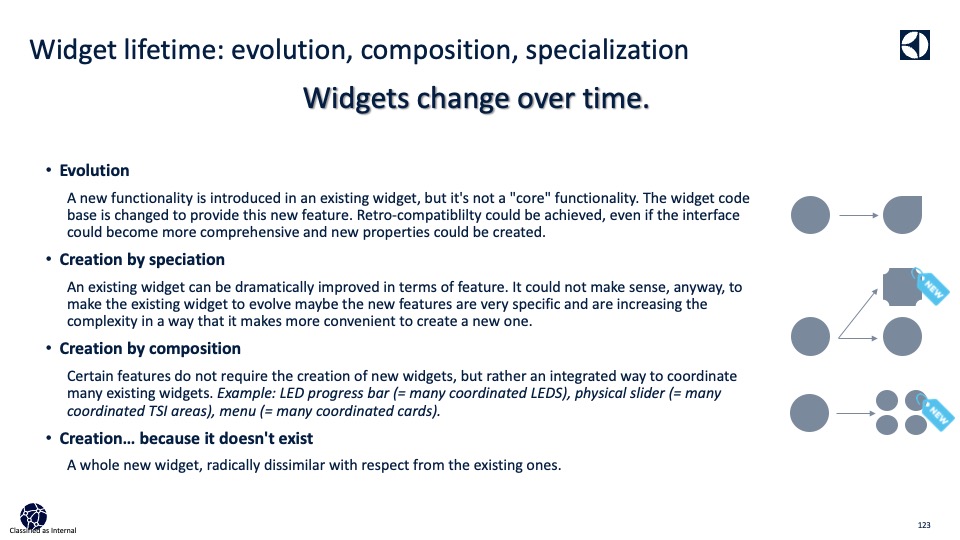 Widget lifetime: evolution, composition, specialization
Widgets change over time.
• Evolution
A new functionality is introduced in an existing widget, but it's not a "core" functionality. The widget code
base is changed to provide this new feature. Retro-compatiblilty could be achieved, even if the interface
could become more comprehensive and new properties could be created.
• Creation by speciation
An existing widget can be dramatically improved in terms of feature. It could not make sense, anyway, to
make the existing widget to evolve maybe the new features are very specific and are increasing the
complexity in a way that it makes more convenient to create a new one.
NEW
• Creation by composition
Certain features do not require the creation of new widgets, but rather an integrated way to coordinate
many existing widgets. Example: LED progress bar (= many coordinated LEDS), physical slider (= many
coordinated TSI areas), menu (= many coordinated cards).
NEW
• Creation... because it doesn't exist
A whole new widget, radically dissimilar with respect from the existing ones.
Classified as Internal
123